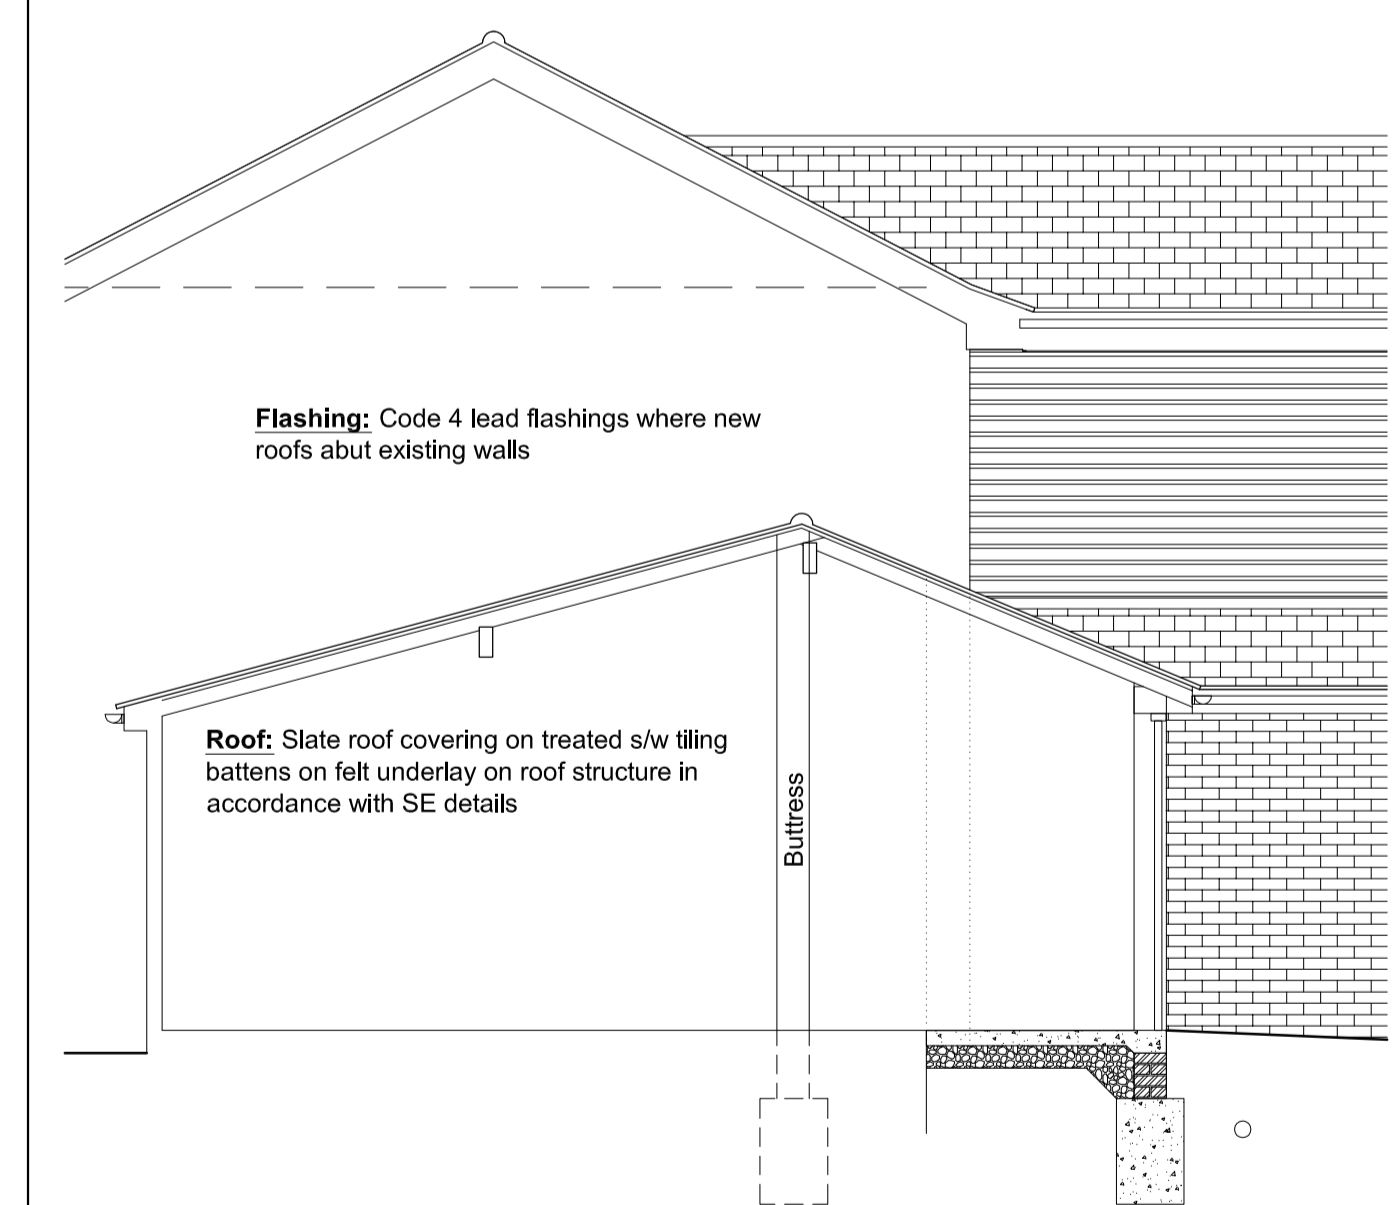 Flashing: Code 4 lead flashings where new
roofs abut existing walls
Roof: Slate roof covering on treated s/w tiling
battens on felt underlay on roof structure in
accordance with SE details
Buttress